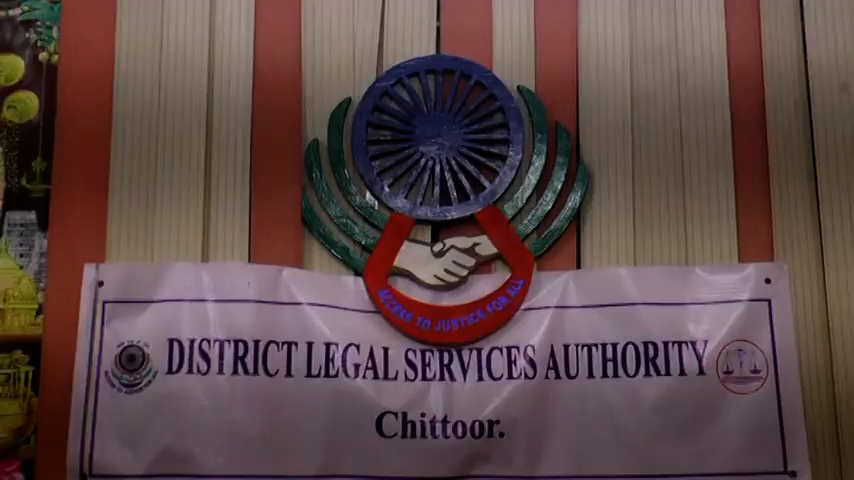 ACCESS TO JUSTICE FOR ALL
DISTRICT LEGAL SERVICES AUTHORITY
Chittoor.